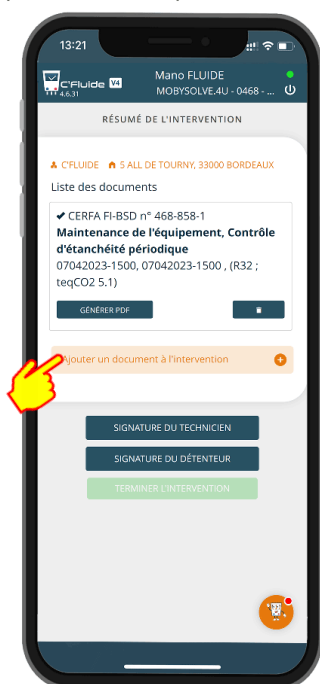 13:21
C'Fluide V4
4.6.31
Mano FLUIDE
MOBYSOLVE.4U - 0468 - ...
RÉSUMÉ DE L'INTERVENTION
C'FLUIDE 5 ALL DE TOURNY, 33000 BORDEAUX
Liste des documents
CERFA FI-BSD n° 468-858-1
Maintenance de l'équipement, Contrôle
d'étanchéité périodique
07042023-1500, 07042023-1500 , (R32 ;
teqCO2 5.1)
GÉNÉRER PDF
Ajouter un document à l'intervention
SIGNATURE DU TECHNICIEN
SIGNATURE DU DÉTENTEUR
TERMINER L'INTERVENTION